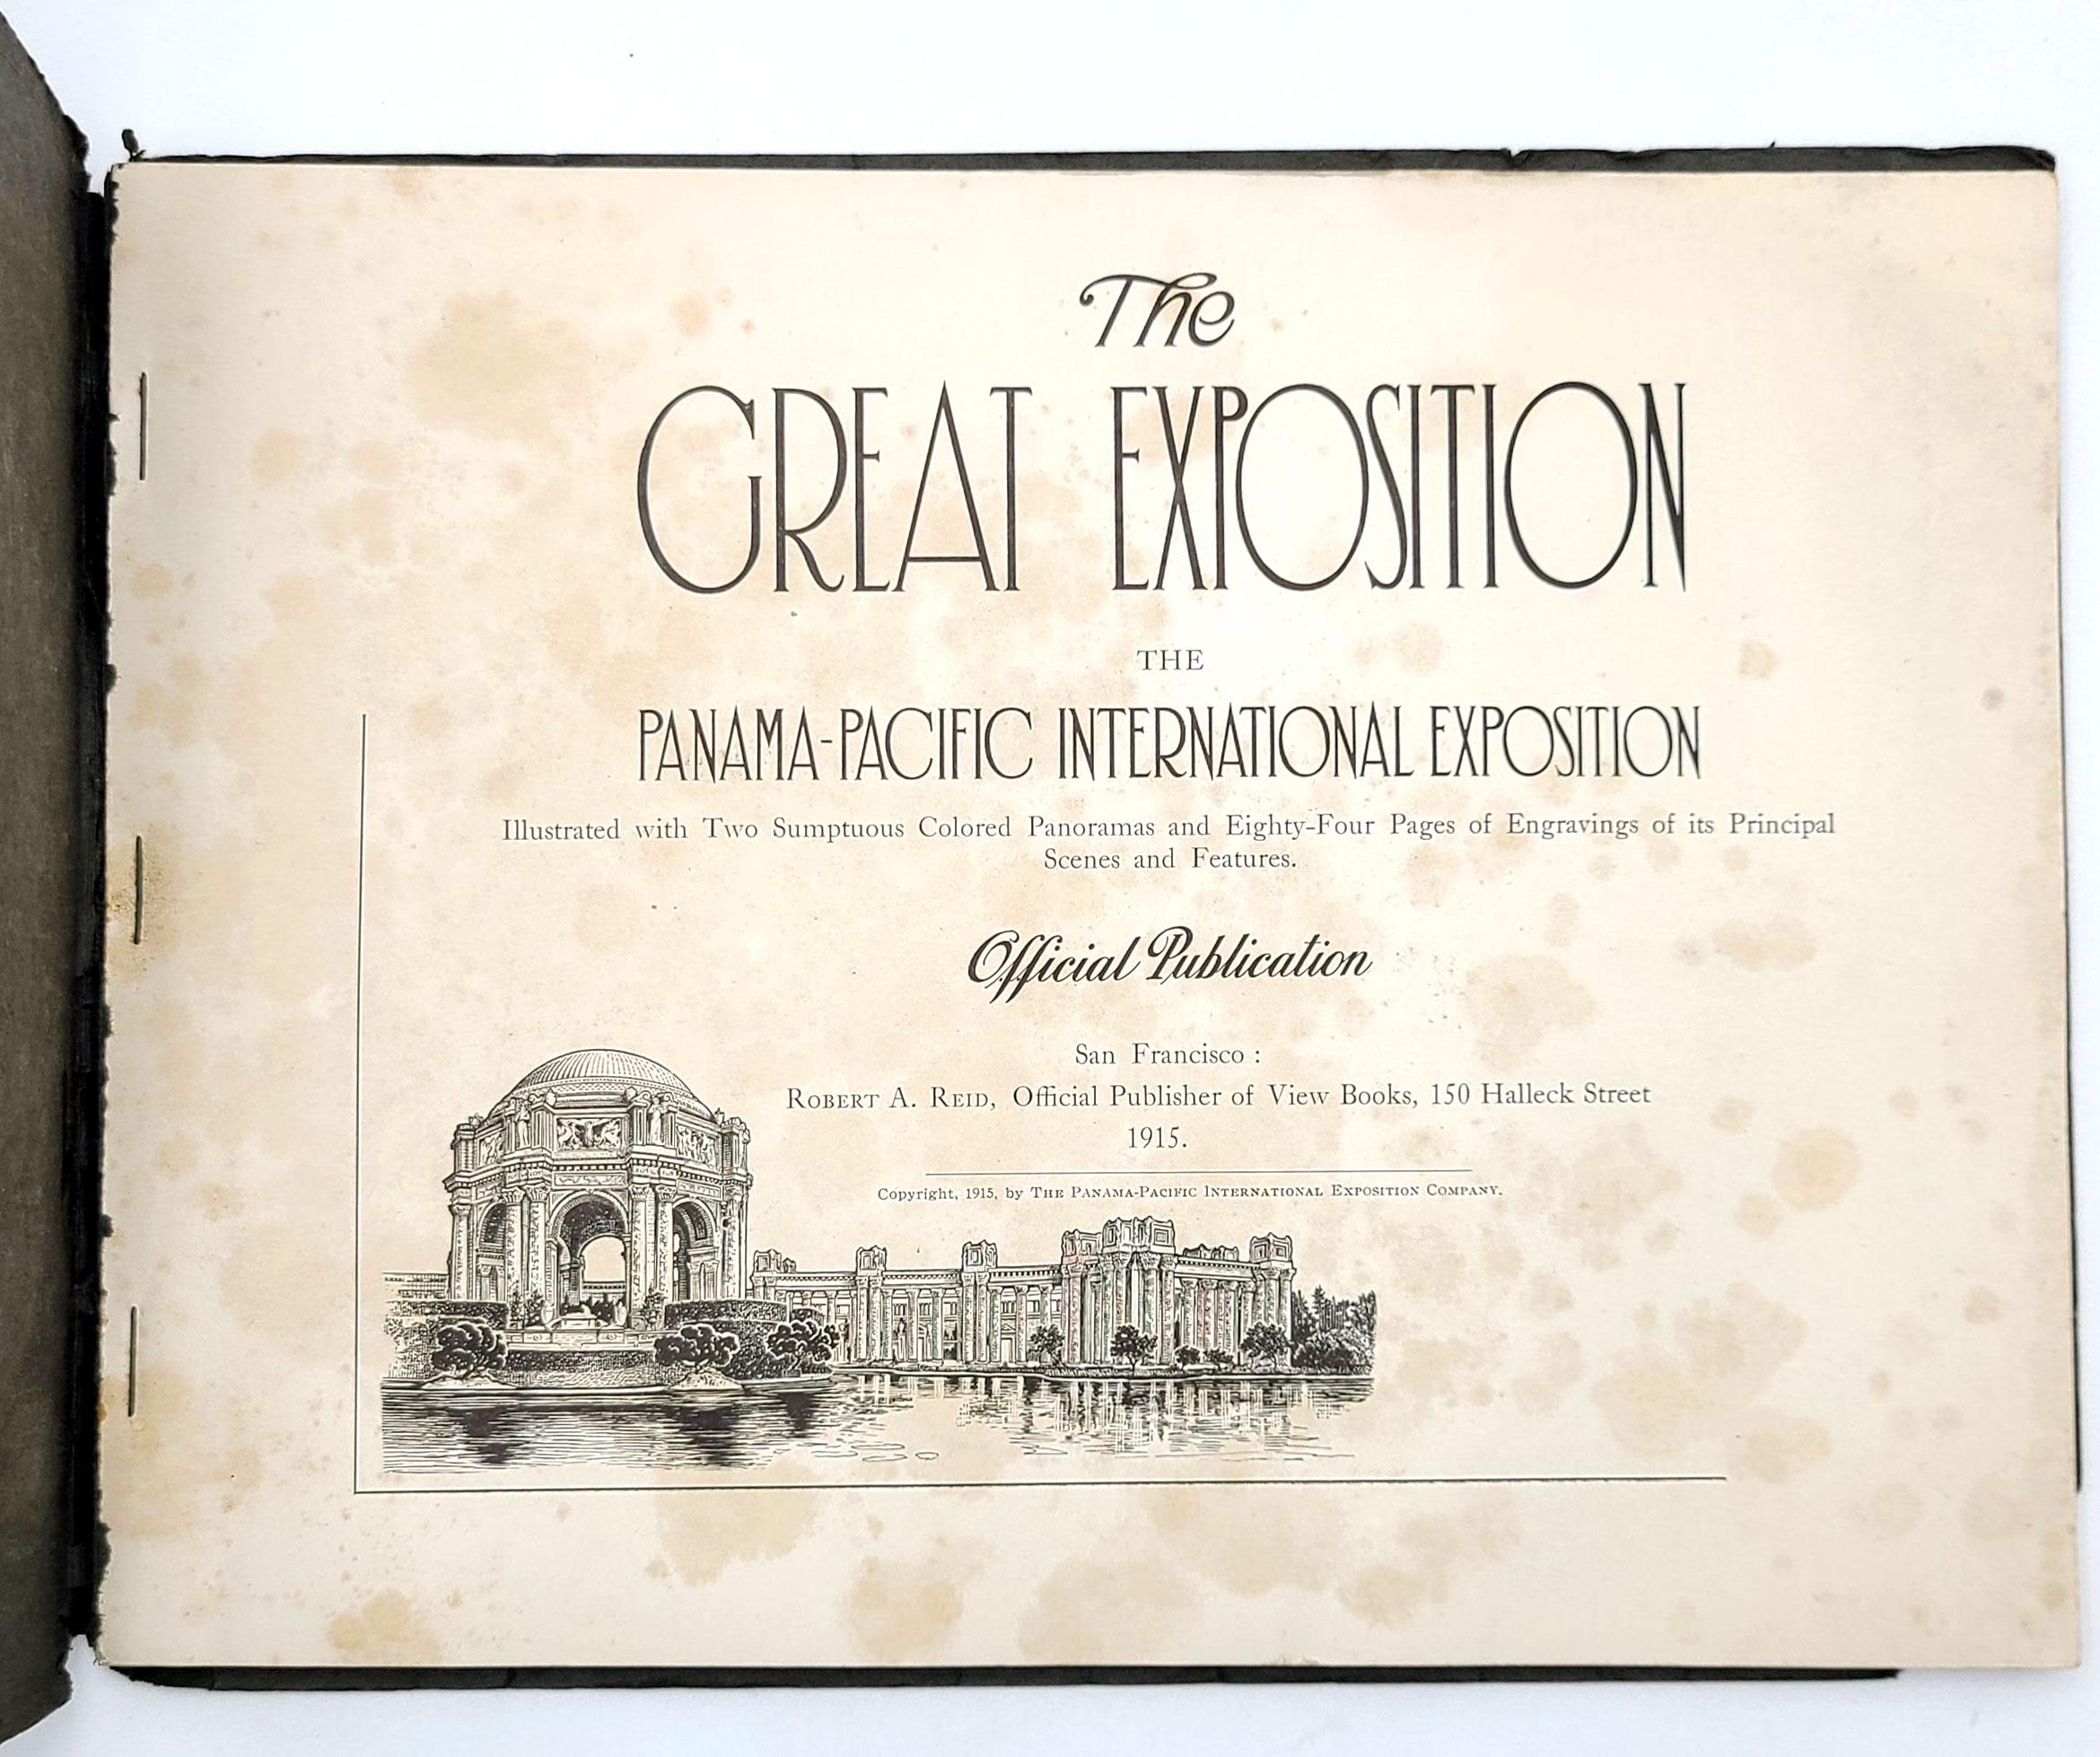 The
GREAT EXPOSITION
THE
PANAMA-PACIFIC INTERNATIONAL EXPOSITION
Illustrated with Two Sumptuous Colored Panoramas and Eighty-Four Pages of Engravings of its Principal
Scenes and Features.
Official Publication
San Francisco :
ROBERT A. REID, Official Publisher of View Books, 150 Halleck Street
1915.
Copyright, 1915, by THE PANAMA-PACIFIC INTERNATIONAL EXPOSITION COMPANY.